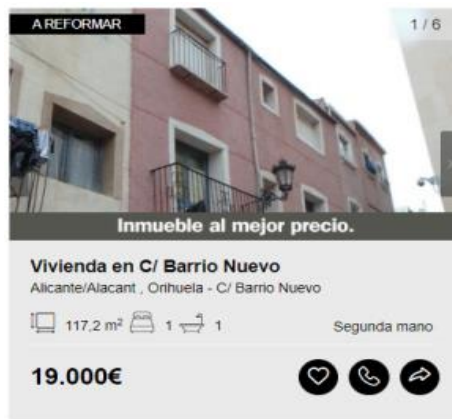 A REFORMAR
1 / 6
Inmueble al mejor precio.
Vivienda en C/ Barrio Nuevo
Alicante/Alacant , Orihuela - C/ Barrio Nuevo
117,2 m² 1 1 Segunda mano
19.000€